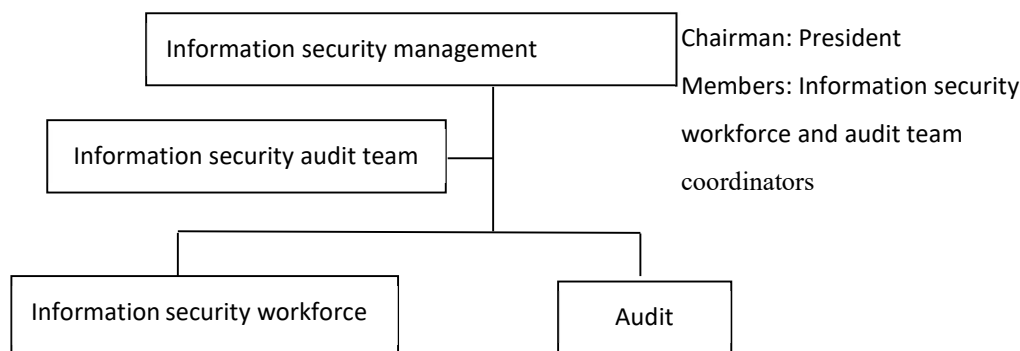 Information security management
Chairman: President
Members: Information security
workforce and audit team
coordinators
Information security audit team
Information security workforce
Audit